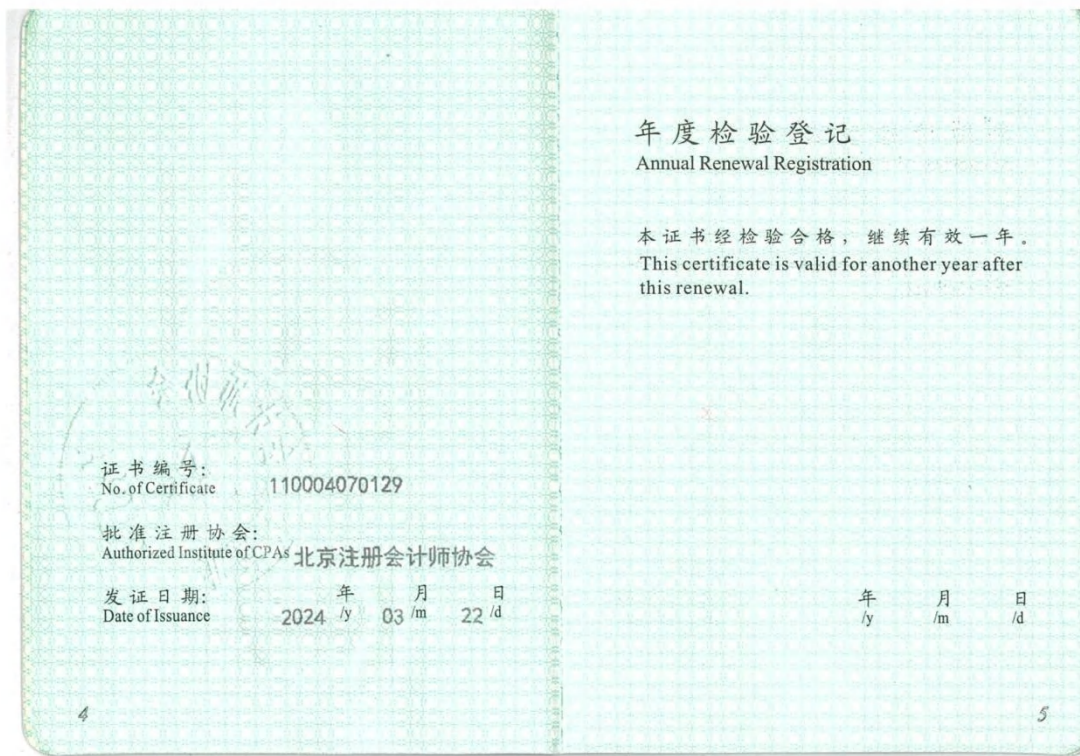 证书编号:
No. of Certificate
110004070129
批准注册协会:
Authorized Institute of CPAs 北京注册会计师协会
发证日期:
Date of Issuance
2024 年/y 03 月/m 22 日/d
4
年度检验登记
Annual Renewal Registration
本证书经检验合格，继续有效一年。
This certificate is valid for another year after
this renewal.
年 月 日
/y /m /d
5